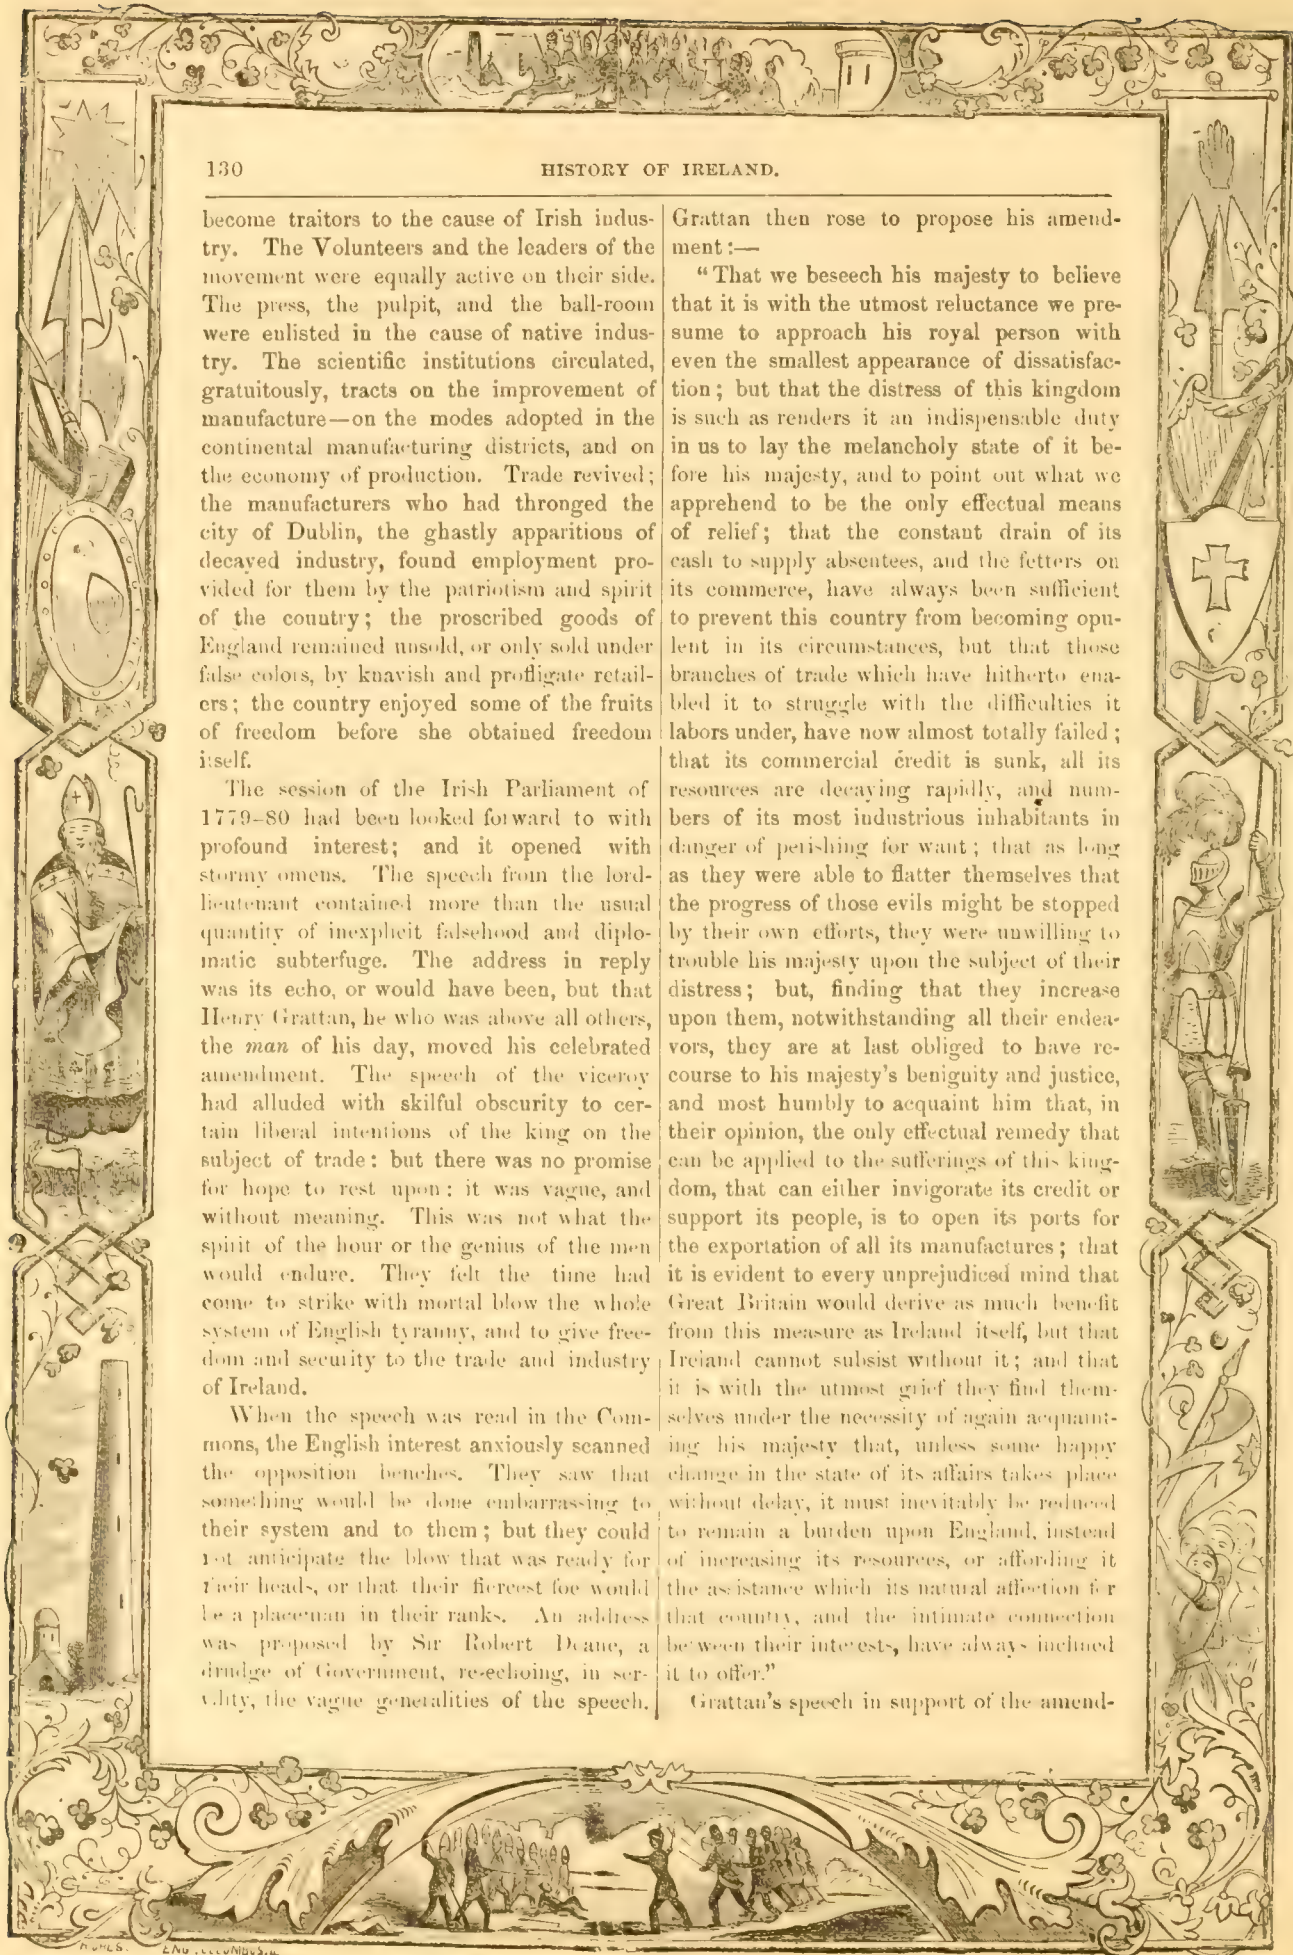 130
HISTORY OF IRELAND.
become traitors to the cause of Irish indus-
try. The Volunteers and the leaders of the
movement were equally active on their side.
The press, the pulpit, and the ball-room
were enlisted in the cause of native indus-
try. The scientific institutions circulated,
gratuitously, tracts on the improvement of
manufacture—on the modes adopted in the
continental manufacturing districts, and on
the economy of production. Trade revived;
the manufacturers who had thronged the
city of Dublin, the ghastly apparitions of
decayed industry, found employment pro-
vided for them by the patriotism and spirit
of the country; the proscribed goods of
England remained unsold, or only sold under
false colors, by knavish and profligate retail-
ers; the country enjoyed some of the fruits
of freedom before she obtained freedom
itself.
The session of the Irish Parliament of
1779–80 had been looked forward to with
profound interest; and it opened with
stormy omens. The speech from the lord-
lieutenant contained more than the usual
quantity of inexplicit falsehood and diplo-
matic subterfuge. The address in reply
was its echo, or would have been, but that
Henry Grattan, he who was above all others,
the man of his day, moved his celebrated
amendment. The speech of the viceroy
had alluded with skilful obscurity to cer-
tain liberal intentions of the king on the
subject of trade: but there was no promise
for hope to rest upon: it was vague, and
without meaning. This was not what the
spirit of the hour or the genius of the men
would endure. They felt the time had
come to strike with mortal blow the whole
system of English tyranny, and to give free-
dom and security to the trade and industry
of Ireland.
When the speech was read in the Com-
mons, the English interest anxiously scanned
the opposition benches. They saw that
something would be done embarrassing to
their system and to them; but they could
not anticipate the blow that was ready for
their heads, or that their fiercest foe would
be a placeman in their ranks. An address
was proposed by Sir Robert Deane, a
drudge of Government, re-echoing, in ser-
vility, the vague generalities of the speech.
Grattan then rose to propose his amend-
ment:—
“That we beseech his majesty to believe
that it is with the utmost reluctance we pre-
sume to approach his royal person with
even the smallest appearance of dissatisfac-
tion; but that the distress of this kingdom
is such as renders it an indispensable duty
in us to lay the melancholy state of it be-
fore his majesty, and to point out what we
apprehend to be the only effectual means
of relief; that the constant drain of its
cash to supply absentees, and the fetters on
its commerce, have always been sufficient
to prevent this country from becoming opu-
lent in its circumstances, but that those
branches of trade which have hitherto ena-
bled it to struggle with the difficulties it
labors under, have now almost totally failed;
that its commercial credit is sunk, all its
resources are decaying rapidly, and num-
bers of its most industrious inhabitants in
danger of perishing for want; that as long
as they were able to flatter themselves that
the progress of those evils might be stopped
by their own efforts, they were unwilling to
trouble his majesty upon the subject of their
distress; but, finding that they increase
upon them, notwithstanding all their endea-
vors, they are at last obliged to have re-
course to his majesty's benignity and justice,
and most humbly to acquaint him that, in
their opinion, the only effectual remedy that
can be applied to the sufferings of this king-
dom, that can either invigorate its credit or
support its people, is to open its ports for
the exportation of all its manufactures; that
it is evident to every unprejudiced mind that
Great Britain would derive as much benefit
from this measure as Ireland itself, but that
Ireland cannot subsist without it; and that
it is with the utmost grief they find them-
selves under the necessity of again acquaint-
ing his majesty that, unless some happy
change in the state of its affairs takes place
without delay, it must inevitably be reduced
to remain a burden upon England, instead
of increasing its resources, or affording it
the assistance which its natural affection for
that country, and the intimate connection
between their interests, have always inclined
it to offer.”
Grattan's speech in support of the amend-
ENG.